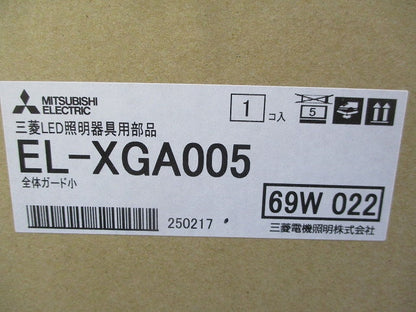 MITSUBISHI
ELECTRIC
1 コ入
5
三菱LED照明器具用部品
EL-XGA005
全体ガード小
250217
69W 022
三菱電機照明株式会社